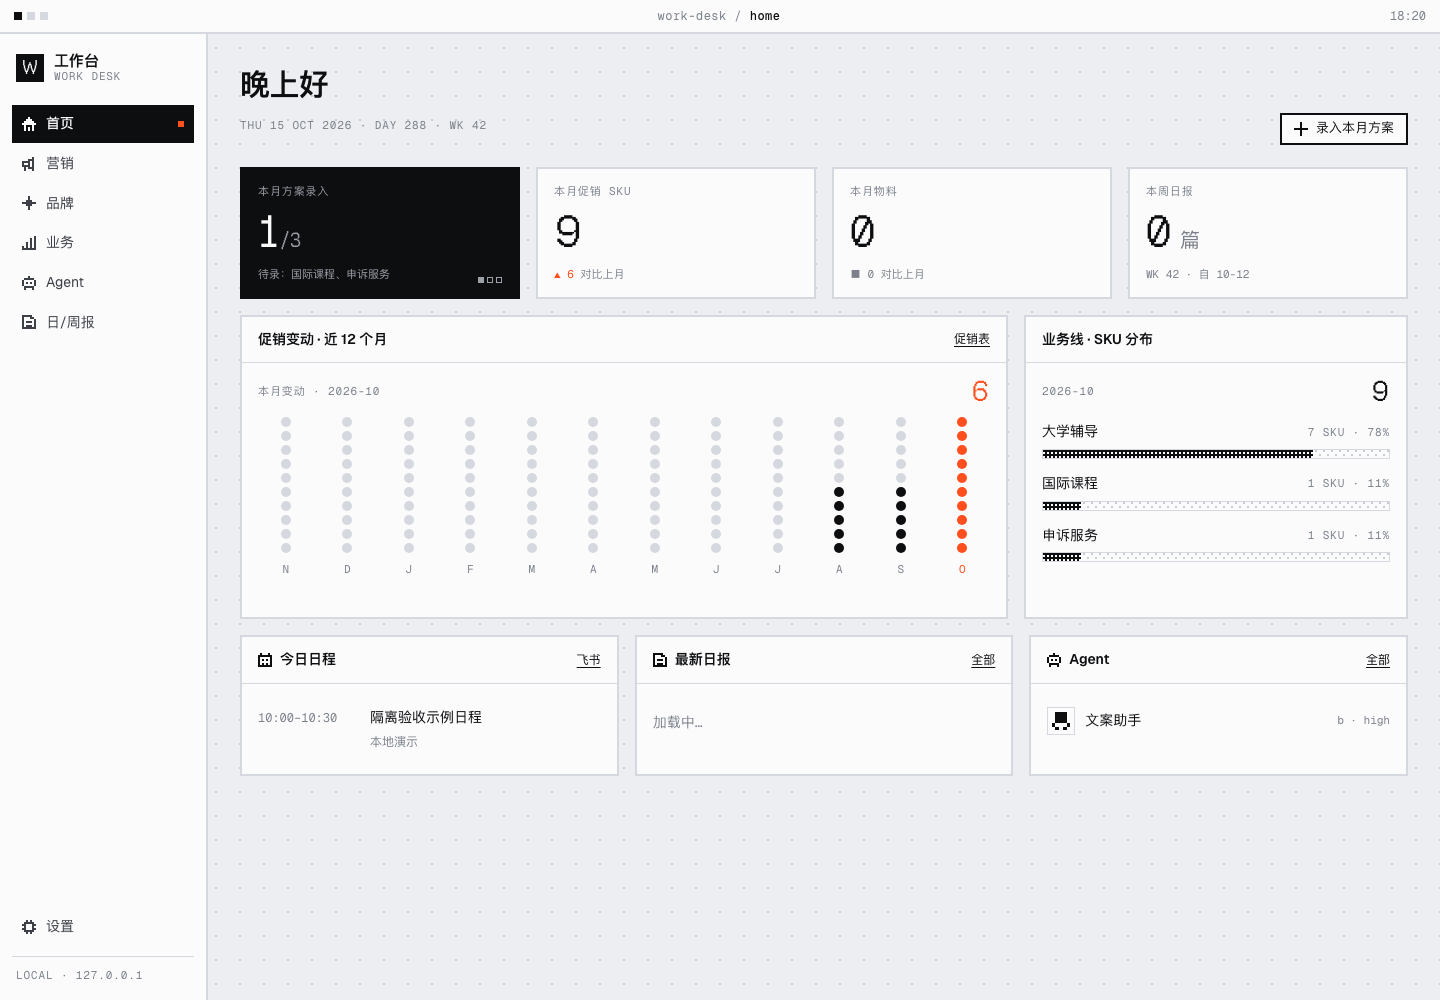 work-desk / home
18:20
W
工作台
WORK DESK
首页
营销
品牌
业务
Agent
日/周报
设置
LOCAL · 127.0.0.1
晚上好
THU 15 OCT 2026 · DAY 288 · WK 42
录入本月方案
本月方案录入
1/3
待录：国际课程、申诉服务
本月促销 SKU
9
▲ 6 对比上月
本月物料
0
■ 0 对比上月
本周日报
0 篇
WK 42 · 自 10-12
促销变动 · 近 12 个月
促销表
本月变动 · 2026-10
6
N D J F M A M J J A S O
业务线 · SKU 分布
2026-10
9
大学辅导
7 SKU · 78%
国际课程
1 SKU · 11%
申诉服务
1 SKU · 11%
今日日程
飞书
10:00-10:30
隔离验收示例日程
本地演示
最新日报
全部
加载中…
Agent
全部
文案助手
b · high